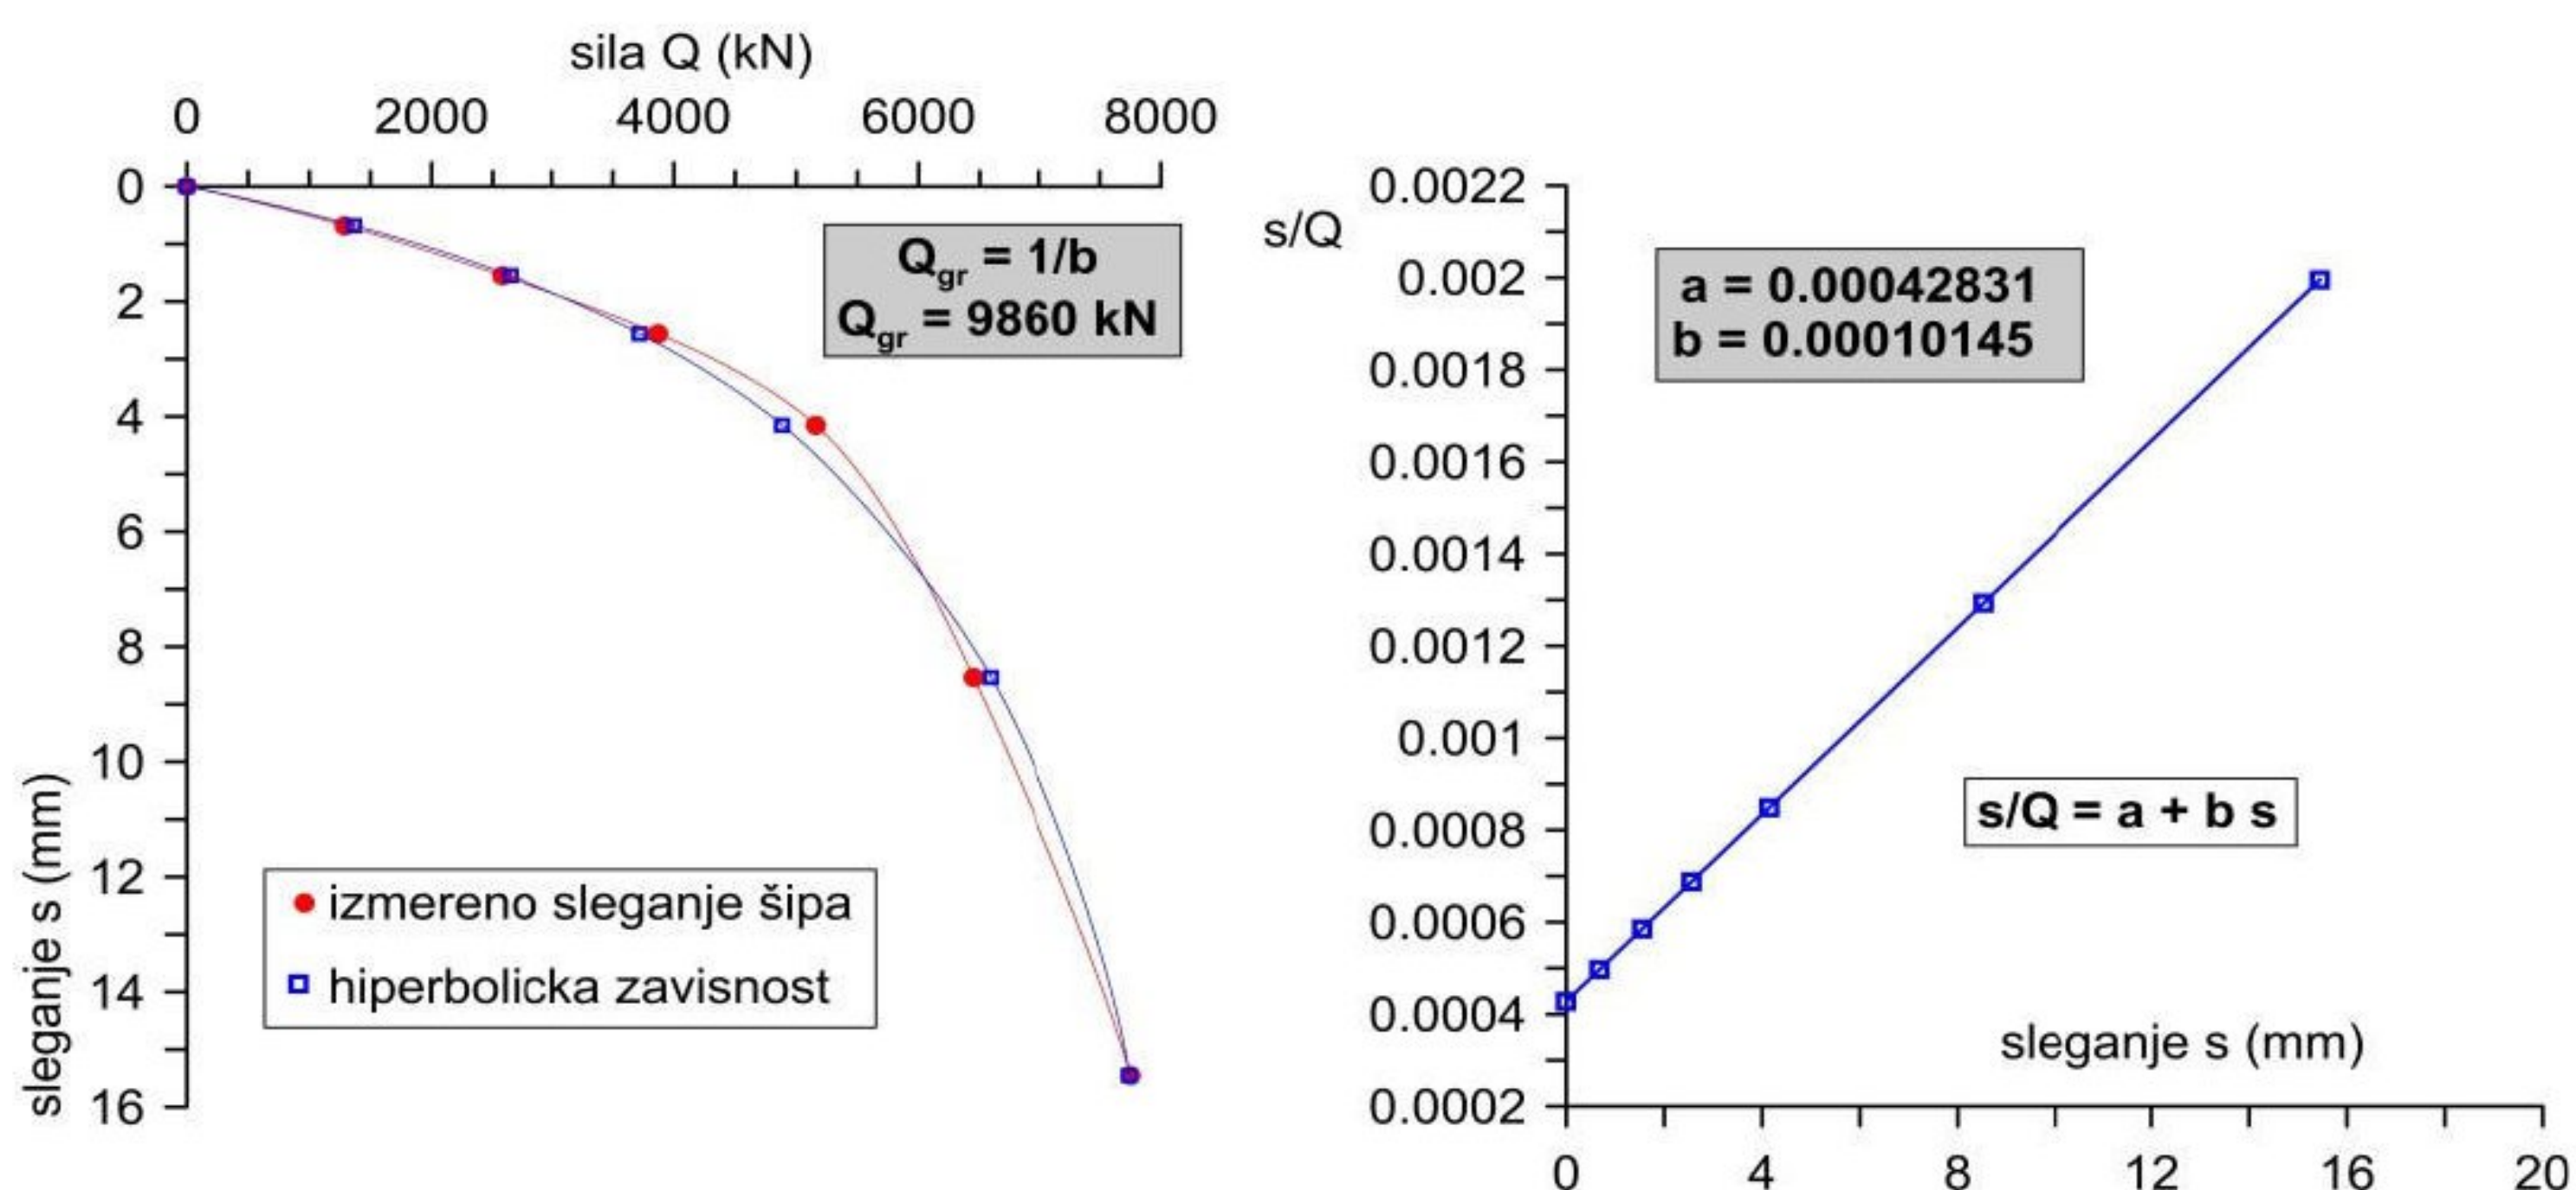 sila Q (kN)
0 2000 4000 6000 8000
0
2
4
6
8
10
12
14
16
sleganje s (mm)
Qgr = 1/b
Qgr = 9860 kN
izmereno sleganje šipa
hiperbolicka zavisnost
s/Q
0.0022
0.002
0.0018
0.0016
0.0014
0.0012
0.001
0.0008
0.0006
0.0004
0.0002
a = 0.00042831
b = 0.00010145
s/Q = a + b s
sleganje s (mm)
0 4 8 12 16 20